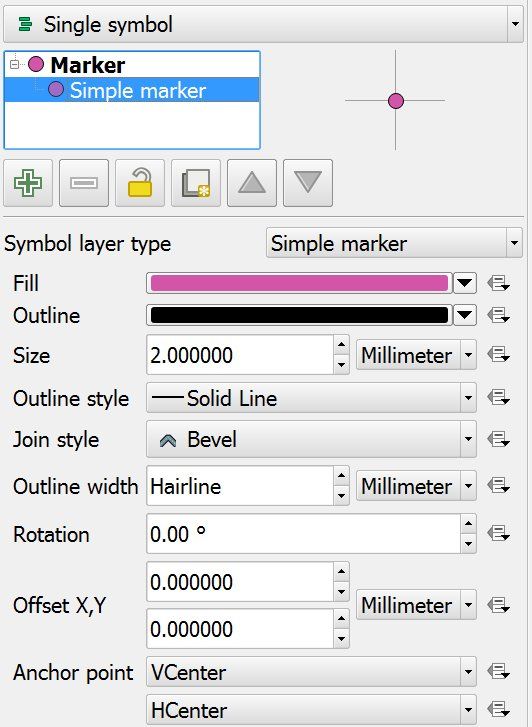 Single symbol
Marker
Simple marker
Symbol layer type Simple marker
Fill
Outline
Size 2.000000 Millimeter
Outline style Solid Line
Join style Bevel
Outline width Hairline Millimeter
Rotation 0.00 °
0.000000
Offset X,Y Millimeter
0.000000
Anchor point VCenter
HCenter